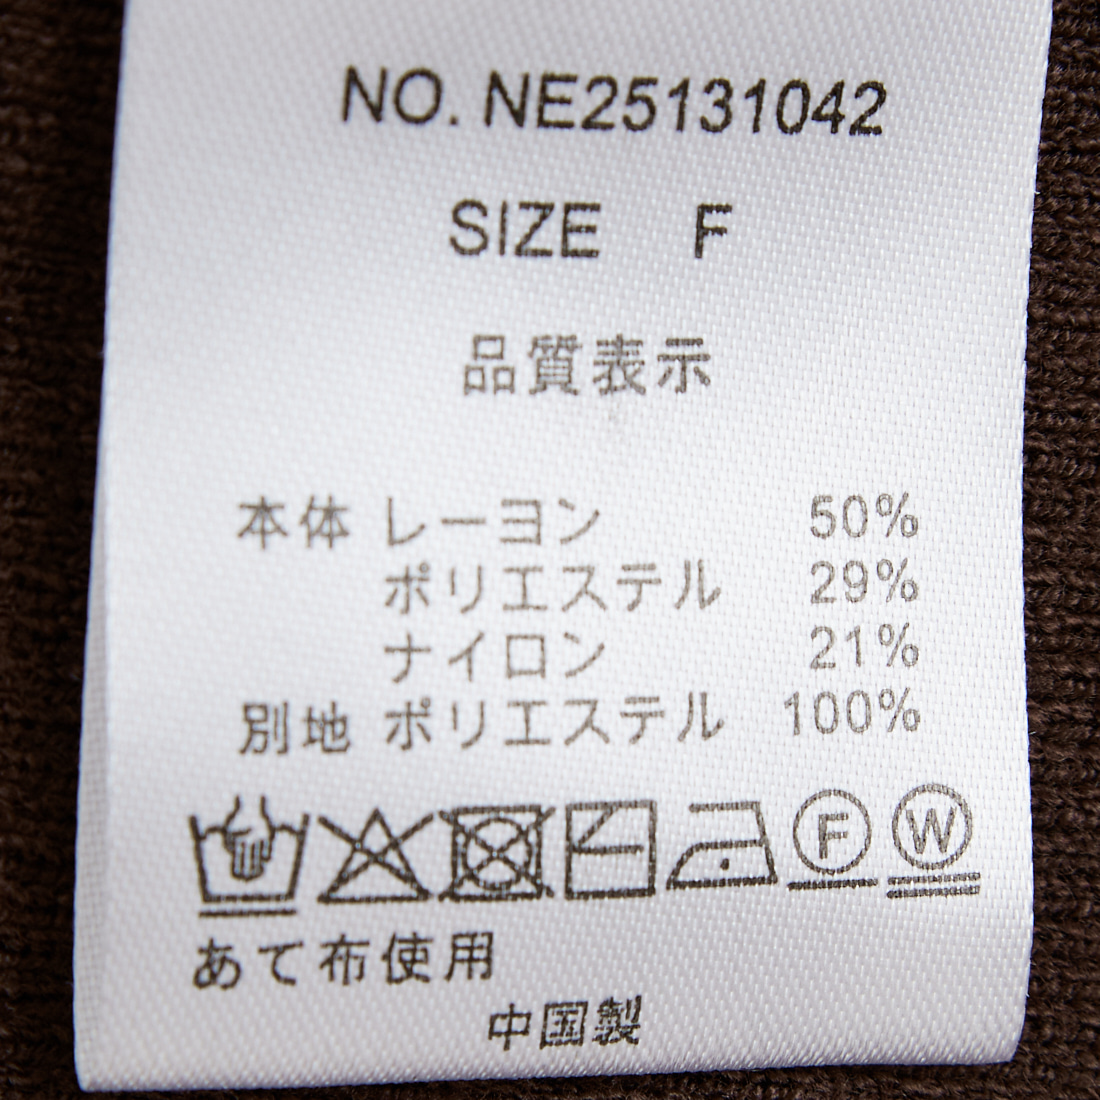 NO. NE25131042
SIZE F
品質表示
本体 レーヨン 50%
ポリエステル 29%
ナイロン 21%
別地 ポリエステル 100%
F W
あて布使用
中国製